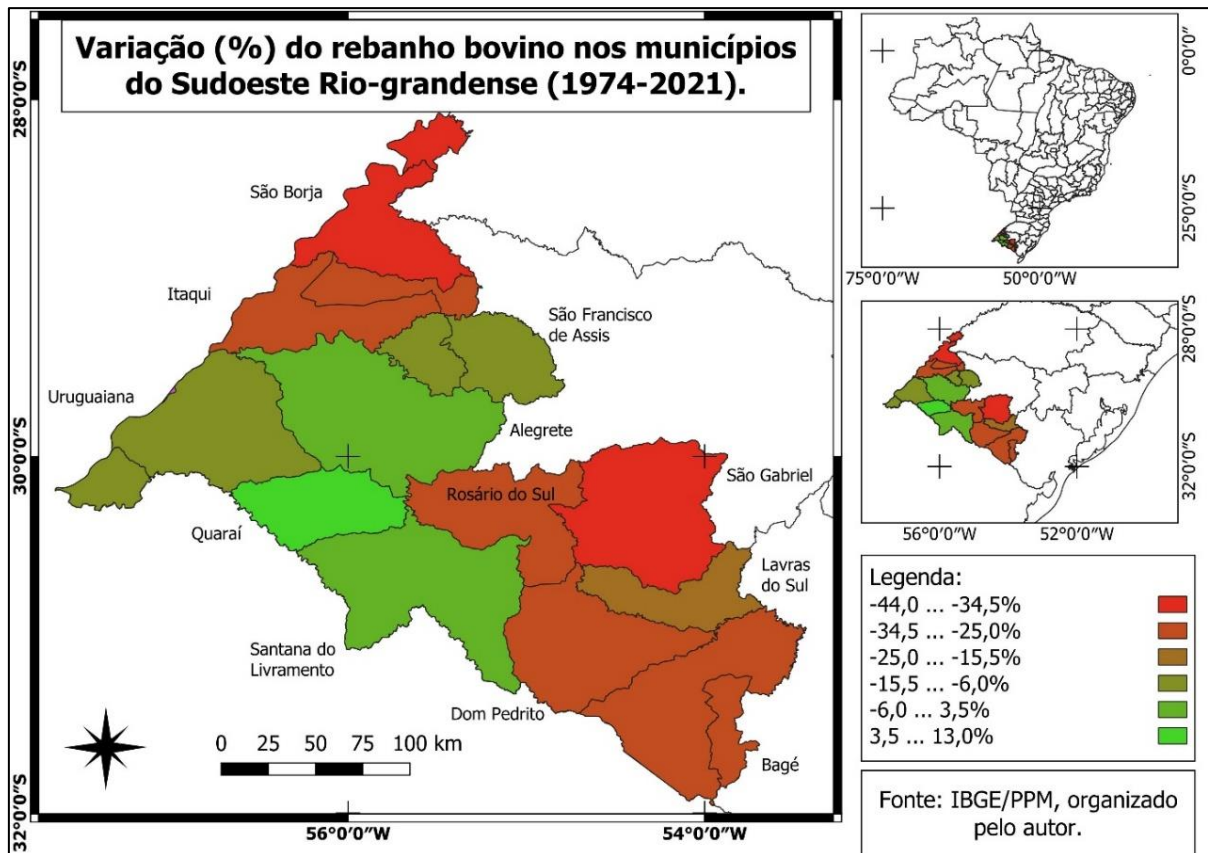 Variação (%) do rebanho bovino nos municípios
do Sudoeste Rio-grandense (1974-2021).
28°0'0"S
30°0'0"S
32°0'0"S
São Borja
Itaqui
São Francisco
de Assis
Uruguaiana
Alegrete
São Gabriel
Rosário do Sul
Quaraí
Lavras
do Sul
Santana do
Livramento
Dom Pedrito
Bagé
0 25 50 75 100 km
56°0'0"W 54°0'0"W
0°0'0"
25°0'0"S
75°0'0"W 50°0'0"W
28°0'0"S
32°0'0"S
56°0'0"W 52°0'0"W
Legenda:
-44,0 ... -34,5%
-34,5 ... -25,0%
-25,0 ... -15,5%
-15,5 ... -6,0%
-6,0 ... 3,5%
3,5 ... 13,0%
Fonte: IBGE/PPM, organizado
pelo autor.